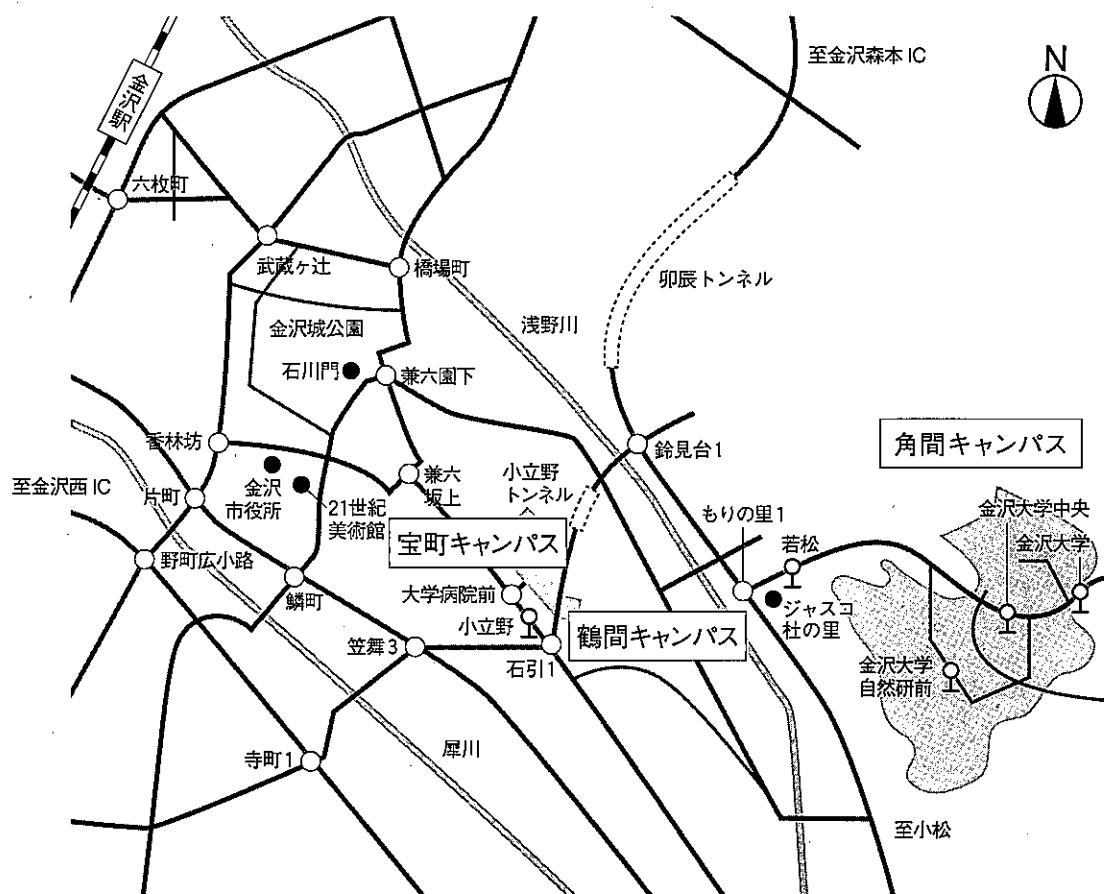 至金沢森本IC
N
金沢駅
六枚町
武蔵ヶ辻
橋場町
卯辰トンネル
浅野川
金沢城公園
石川門
兼六園下
香林坊
鈴見台1
角間キャンパス
至金沢西IC
片町
金沢
市役所
21世紀
美術館
兼六
坂上
小立野
トンネル
もりの里1
若松
金沢大学中央
金沢大学
宝町キャンパス
野町広小路
鱗町
大学病院前
小立野
ジャスコ
杜の里
鶴間キャンパス
笠舞3
石引1
金沢大学
自然研前
寺町1
犀川
至小松